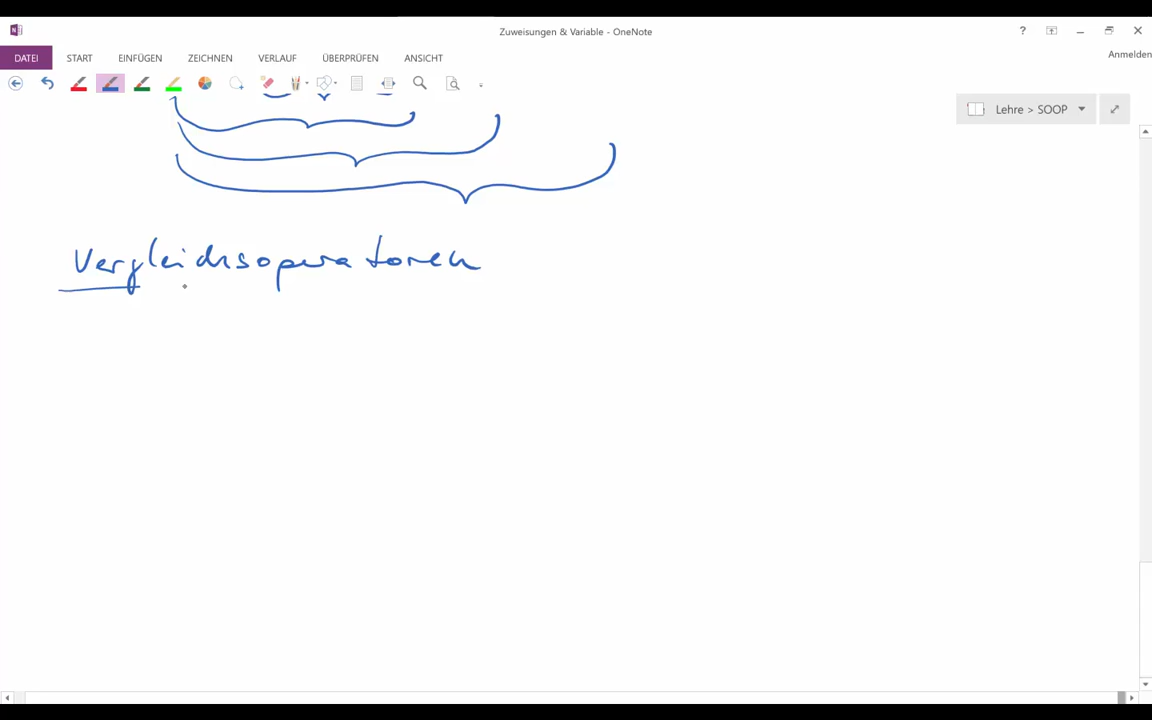 Zuweisungen & Variable - OneNote
?
DATEI START EINFÜGEN ZEICHNEN VERLAUF ÜBERPRÜFEN ANSICHT
Anmelden
Lehre > SOOP
Vergleichsoperatoren